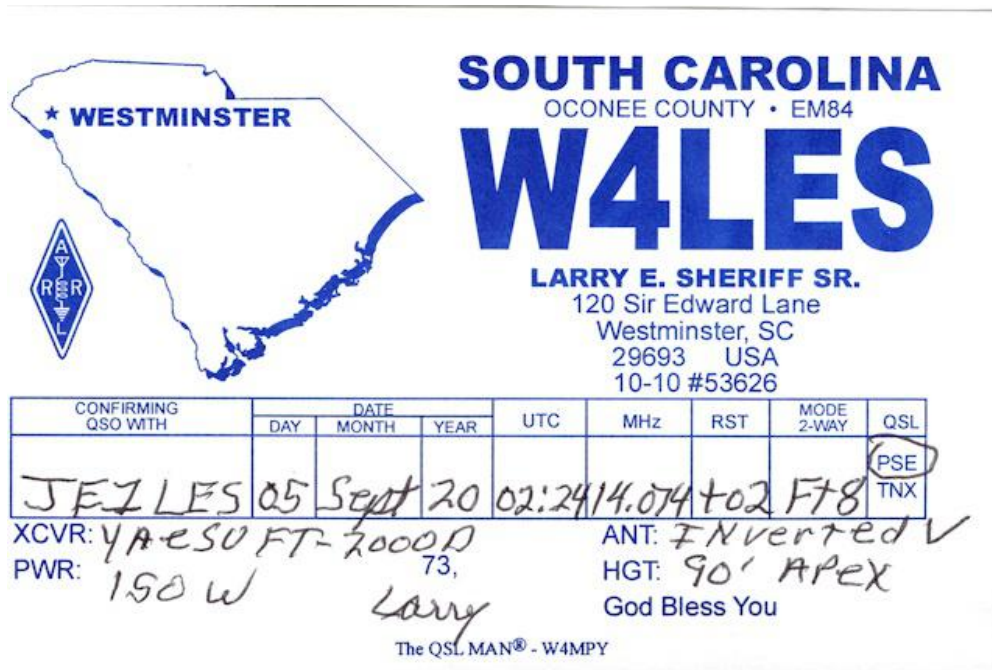 SOUTH CAROLINA
OCONEE COUNTY • EM84
W4LES
★ WESTMINSTER
LARRY E. SHERIFF SR.
120 Sir Edward Lane
Westminster, SC
29693 USA
10-10 #53626
ARRL
CONFIRMING QSO WITH DATE DAY MONTH YEAR UTC MHz RST MODE 2-WAY QSL
PSE
JE1LES 05 Sept 20 02:24 14.074 +02 Ft8 TNX
XCVR: YAeSU FT-2000D ANT: INverted V
PWR: 150 W 73, HGT: 90' APeX
Larry God Bless You
The QSL MAN® - W4MPY